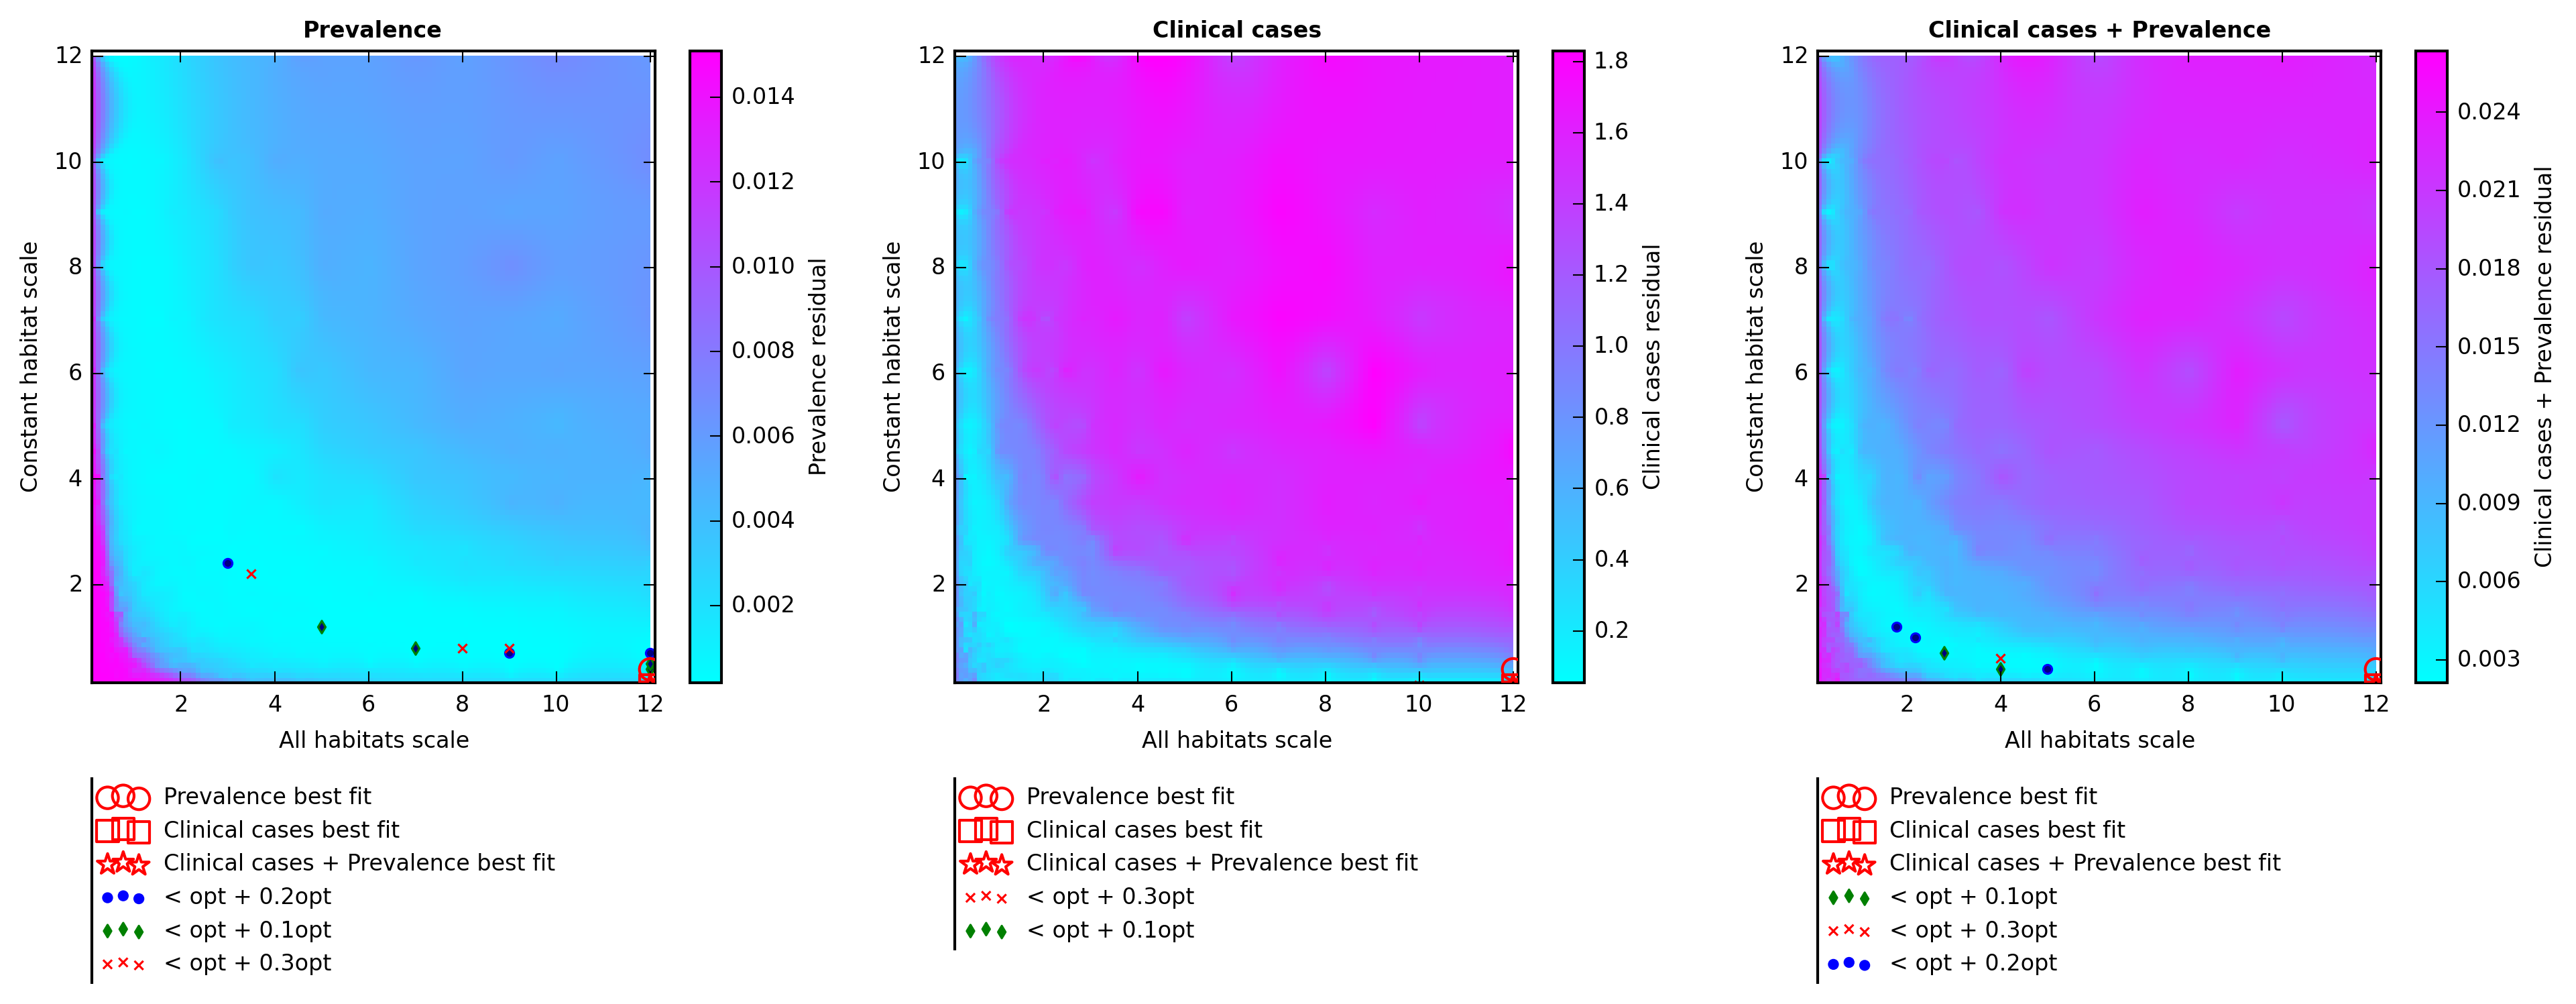 Prevalence
12
10
8
6
4
2
Constant habitat scale
2 4 6 8 10 12
All habitats scale
0.014
0.012
0.010
0.008
0.006
0.004
0.002
Prevalence residual
Prevalence best fit
Clinical cases best fit
Clinical cases + Prevalence best fit
< opt + 0.2opt
< opt + 0.1opt
< opt + 0.3opt
Clinical cases
12
10
8
6
4
2
Constant habitat scale
2 4 6 8 10 12
All habitats scale
1.8
1.6
1.4
1.2
1.0
0.8
0.6
0.4
0.2
Clinical cases residual
Prevalence best fit
Clinical cases best fit
Clinical cases + Prevalence best fit
< opt + 0.3opt
< opt + 0.1opt
Clinical cases + Prevalence
12
10
8
6
4
2
Constant habitat scale
2 4 6 8 10 12
All habitats scale
0.024
0.021
0.018
0.015
0.012
0.009
0.006
0.003
Clinical cases + Prevalence residual
Prevalence best fit
Clinical cases best fit
Clinical cases + Prevalence best fit
< opt + 0.1opt
< opt + 0.3opt
< opt + 0.2opt